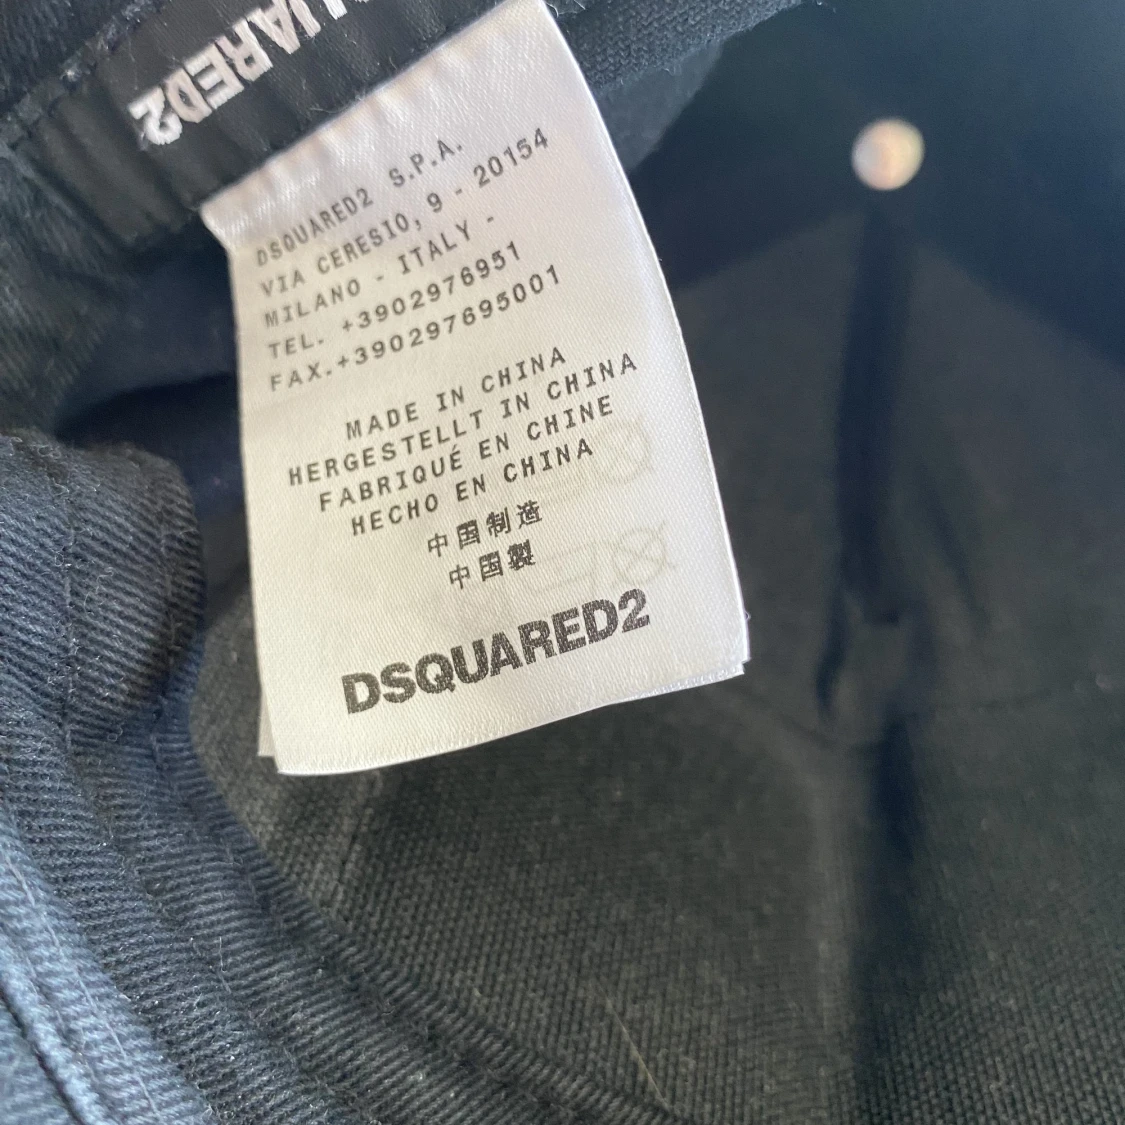 SQUARED2
DSQUARED2 S.P.A.
VIA CERESIO, 9 - 20154
MILANO - ITALY -
TEL. +3902976951
FAX.+390297695001
MADE IN CHINA
HERGESTELLT IN CHINA
FABRIQUÉ EN CHINE
HECHO EN CHINA
中国制造
中国製
DSQUARED2